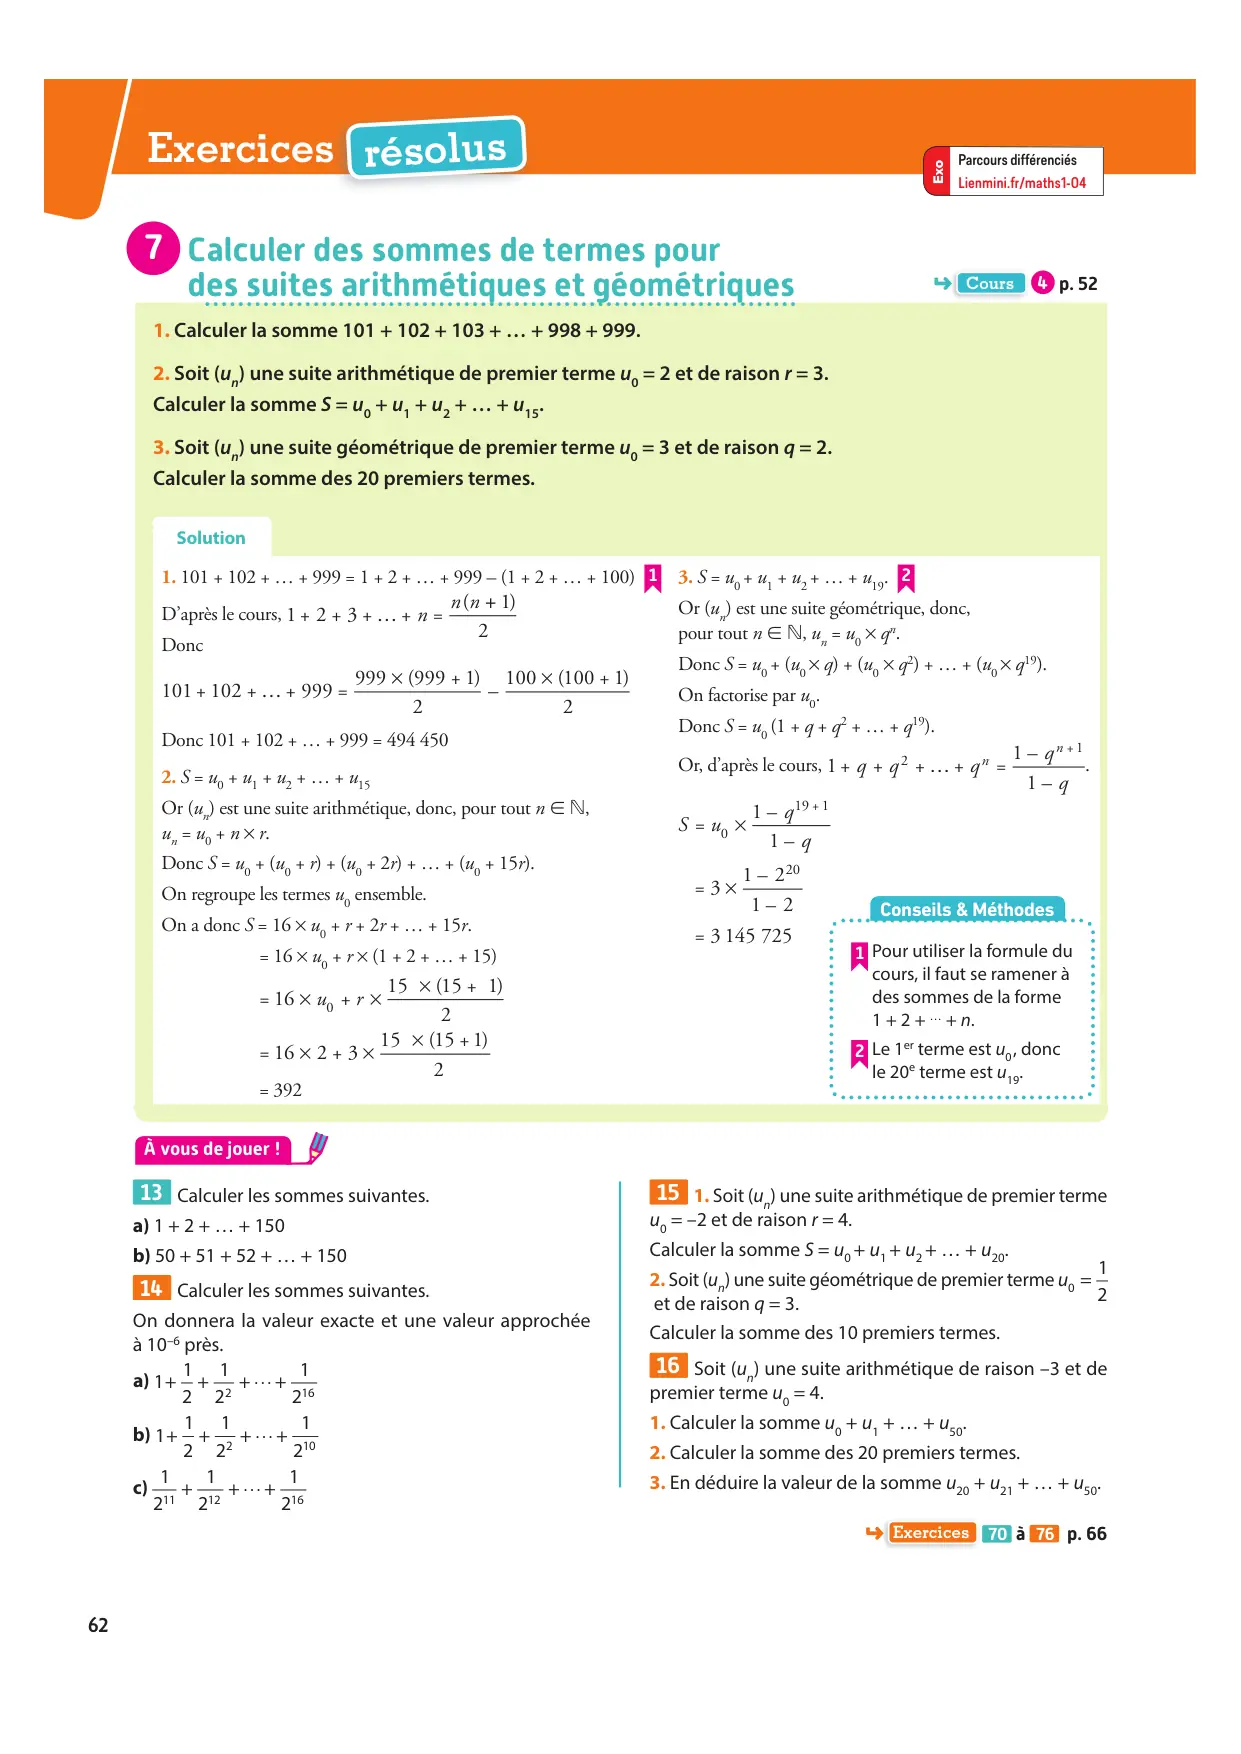 Exercices résolus
Exo
Parcours différenciés
Lienmini.fr/maths1-04
7 Calculer des sommes de termes pour
des suites arithmétiques et géométriques
↪ Cours 4 p. 52
1. Calculer la somme 101 + 102 + 103 + … + 998 + 999.
2. Soit (uₙ) une suite arithmétique de premier terme u₀ = 2 et de raison r = 3.
Calculer la somme S = u₀ + u₁ + u₂ + … + u₁₅.
3. Soit (uₙ) une suite géométrique de premier terme u₀ = 3 et de raison q = 2.
Calculer la somme des 20 premiers termes.
Solution
1. 101 + 102 + … + 999 = 1 + 2 + … + 999 – (1 + 2 + … + 100) 1
D’après le cours, 1 + 2 + 3 + … + n = n(n + 1)/2
Donc
101 + 102 + … + 999 = 999 × (999 + 1)/2 – 100 × (100 + 1)/2
Donc 101 + 102 + … + 999 = 494 450
2. S = u₀ + u₁ + u₂ + … + u₁₅
Or (uₙ) est une suite arithmétique, donc, pour tout n ∈ ℕ,
uₙ = u₀ + n × r.
Donc S = u₀ + (u₀ + r) + (u₀ + 2r) + … + (u₀ + 15r).
On regroupe les termes u₀ ensemble.
On a donc S = 16 × u₀ + r + 2r + … + 15r.
= 16 × u₀ + r × (1 + 2 + … + 15)
= 16 × u₀ + r × 15 × (15 + 1)/2
= 16 × 2 + 3 × 15 × (15 + 1)/2
= 392
3. S = u₀ + u₁ + u₂ + … + u₁₉. 2
Or (uₙ) est une suite géométrique, donc,
pour tout n ∈ ℕ, uₙ = u₀ × qⁿ.
Donc S = u₀ + (u₀ × q) + (u₀ × q²) + … + (u₀ × q¹⁹).
On factorise par u₀.
Donc S = u₀ (1 + q + q² + … + q¹⁹).
Or, d’après le cours, 1 + q + q² + … + qⁿ = (1 – qⁿ⁺¹)/(1 – q).
S = u₀ × (1 – q¹⁹⁺¹)/(1 – q)
= 3 × (1 – 2²⁰)/(1 – 2)
= 3 145 725
Conseils & Méthodes
1 Pour utiliser la formule du
cours, il faut se ramener à
des sommes de la forme
1 + 2 + … + n.
2 Le 1er terme est u₀, donc
le 20e terme est u₁₉.
À vous de jouer !
13 Calculer les sommes suivantes.
a) 1 + 2 + … + 150
b) 50 + 51 + 52 + … + 150
14 Calculer les sommes suivantes.
On donnera la valeur exacte et une valeur approchée
à 10⁻⁶ près.
a) 1 + 1/2 + 1/2² + ⋯ + 1/2¹⁶
b) 1 + 1/2 + 1/2² + ⋯ + 1/2¹⁰
c) 1/2¹¹ + 1/2¹² + ⋯ + 1/2¹⁶
15 1. Soit (uₙ) une suite arithmétique de premier terme
u₀ = –2 et de raison r = 4.
Calculer la somme S = u₀ + u₁ + u₂ + … + u₂₀.
2. Soit (uₙ) une suite géométrique de premier terme u₀ = 1/2
et de raison q = 3.
Calculer la somme des 10 premiers termes.
16 Soit (uₙ) une suite arithmétique de raison –3 et de
premier terme u₀ = 4.
1. Calculer la somme u₀ + u₁ + … + u₅₀.
2. Calculer la somme des 20 premiers termes.
3. En déduire la valeur de la somme u₂₀ + u₂₁ + … + u₅₀.
↪ Exercices 70 à 76 p. 66
62